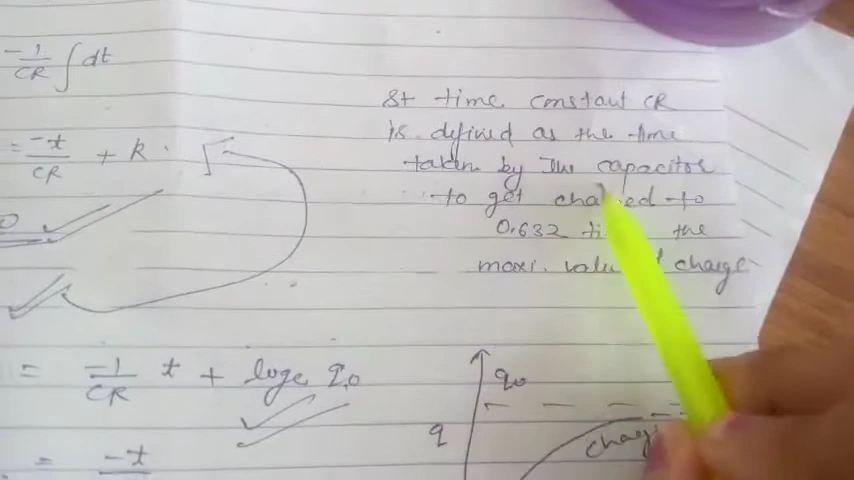 -1/CR ∫ dt
St time constant CR
is defined as the time
= -t/CR + k.
taken by the capacitor
to get charged to
0.632 the
maxi. value charge
= -1/CR t + loge q0
q0
q
= -t